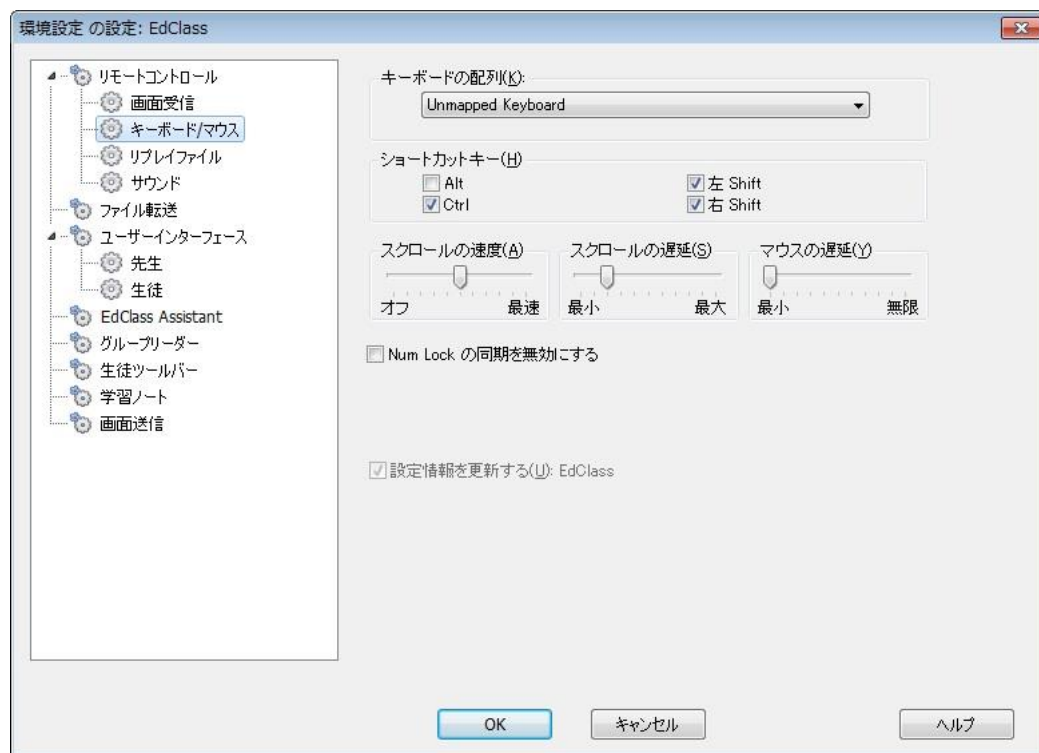 環境設定 の設定: EdClass
リモートコントロール
画面受信
キーボード/マウス
リプレイファイル
サウンド
ファイル転送
ユーザーインターフェース
先生
生徒
EdClass Assistant
グループリーダー
生徒ツールバー
学習ノート
画面送信
キーボードの配列(K):
Unmapped Keyboard
ショートカットキー(H)
Alt
左 Shift
Ctrl
右 Shift
スクロールの速度(A)
オフ 最速
スクロールの遅延(S)
最小 最大
マウスの遅延(Y)
最小 無限
Num Lock の同期を無効にする
設定情報を更新する(U): EdClass
OK
キャンセル
ヘルプ